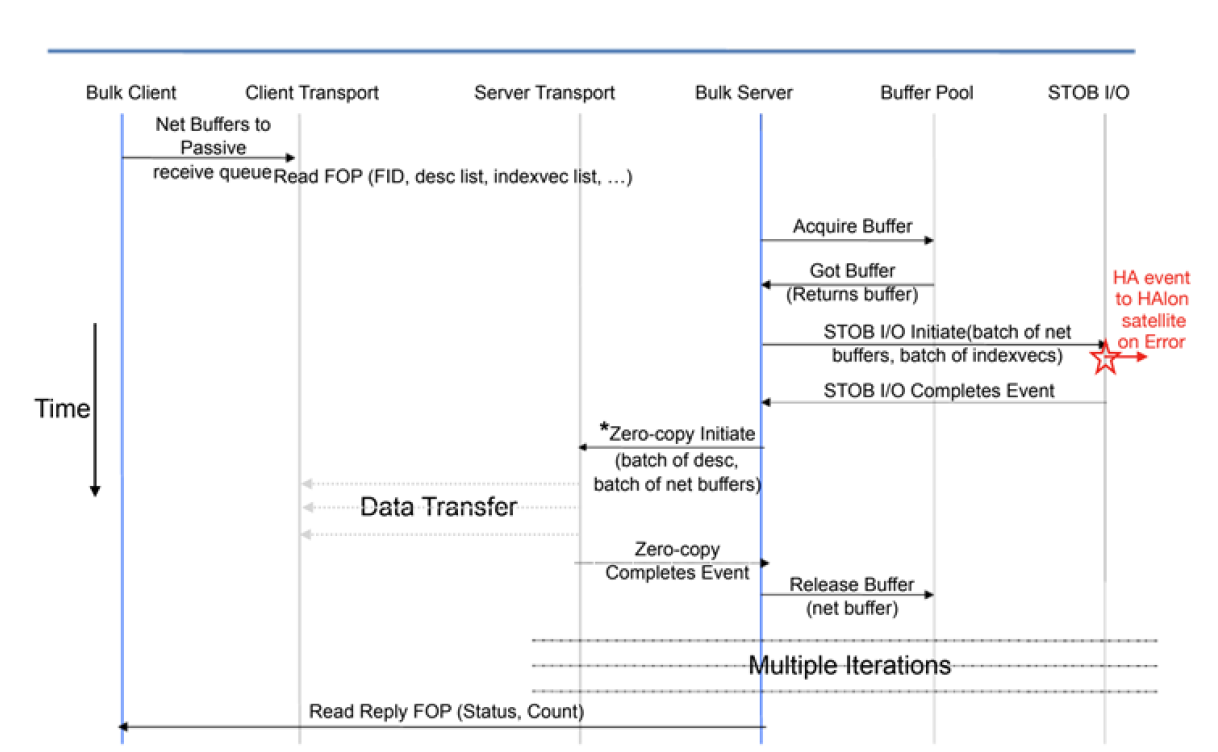 Bulk Client
Client Transport
Server Transport
Bulk Server
Buffer Pool
STOB I/O
Net Buffers to
Passive
receive queue
Read FOP (FID, desc list, indexvec list, …)
Acquire Buffer
Got Buffer
(Returns buffer)
HA event
to HAlon
satellite
on Error
STOB I/O Initiate(batch of net
buffers, batch of indexvecs)
STOB I/O Completes Event
Time
*Zero-copy Initiate
(batch of desc,
batch of net buffers)
Data Transfer
Zero-copy
Completes Event
Release Buffer
(net buffer)
Multiple Iterations
Read Reply FOP (Status, Count)